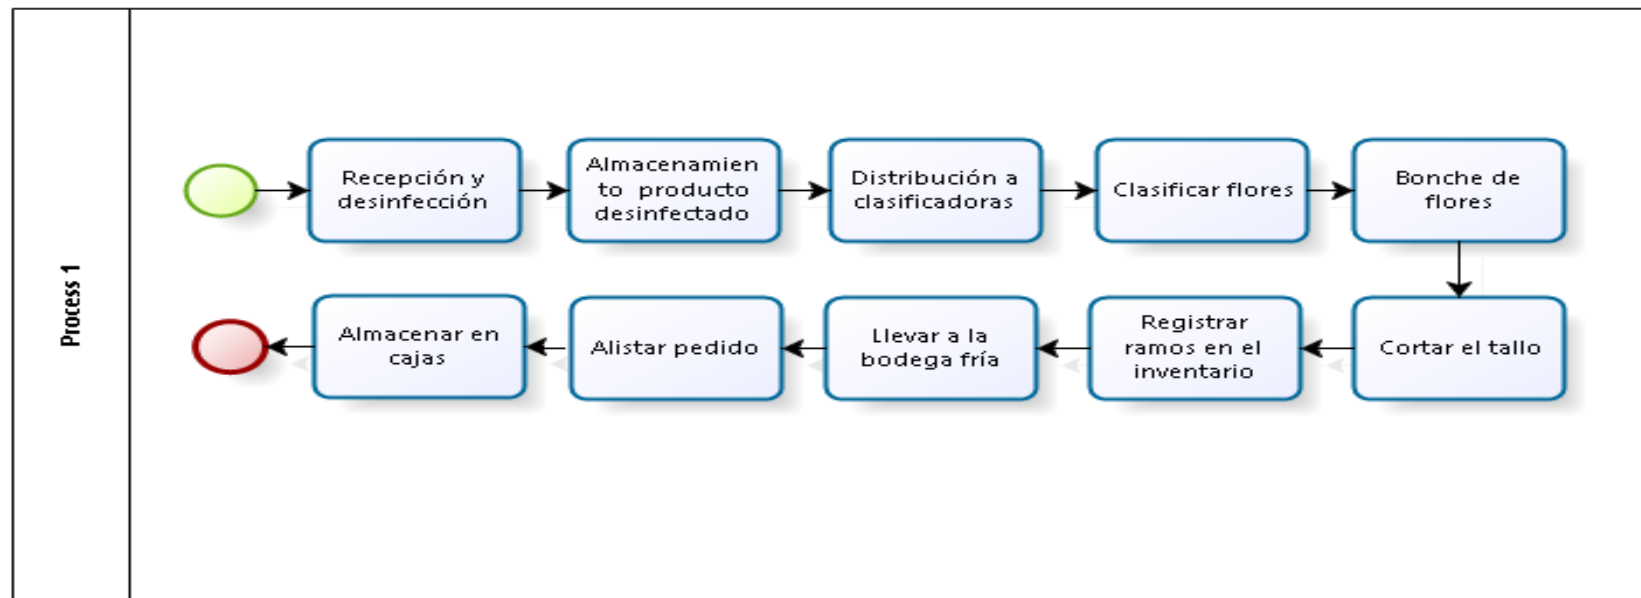 Process 1
Recepción y
desinfección
Almacenamien
to producto
desinfectado
Distribución a
clasificadoras
Clasificar flores
Bonche de
flores
Cortar el tallo
Registrar
ramos en el
inventario
Llevar a la
bodega fría
Alistar pedido
Almacenar en
cajas